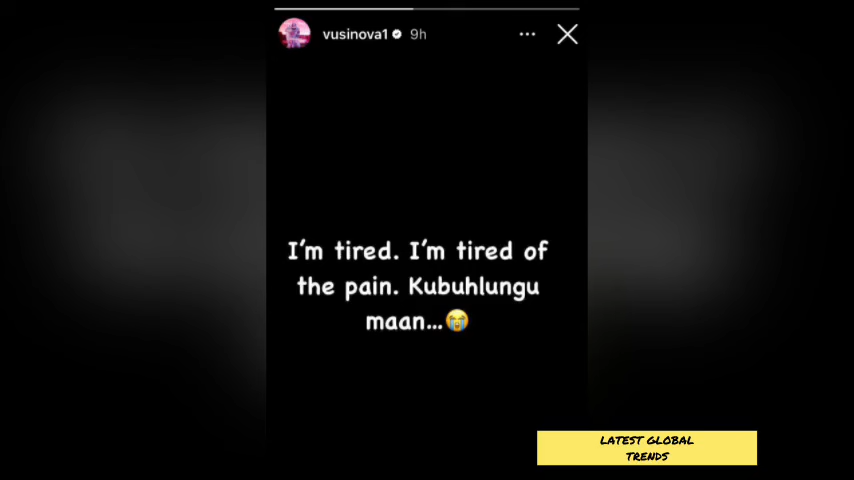 vusinova1 9h
I'm tired. I'm tired of
the pain. Kubuhlungu
maan...😭
LATEST GLOBAL
TRENDS